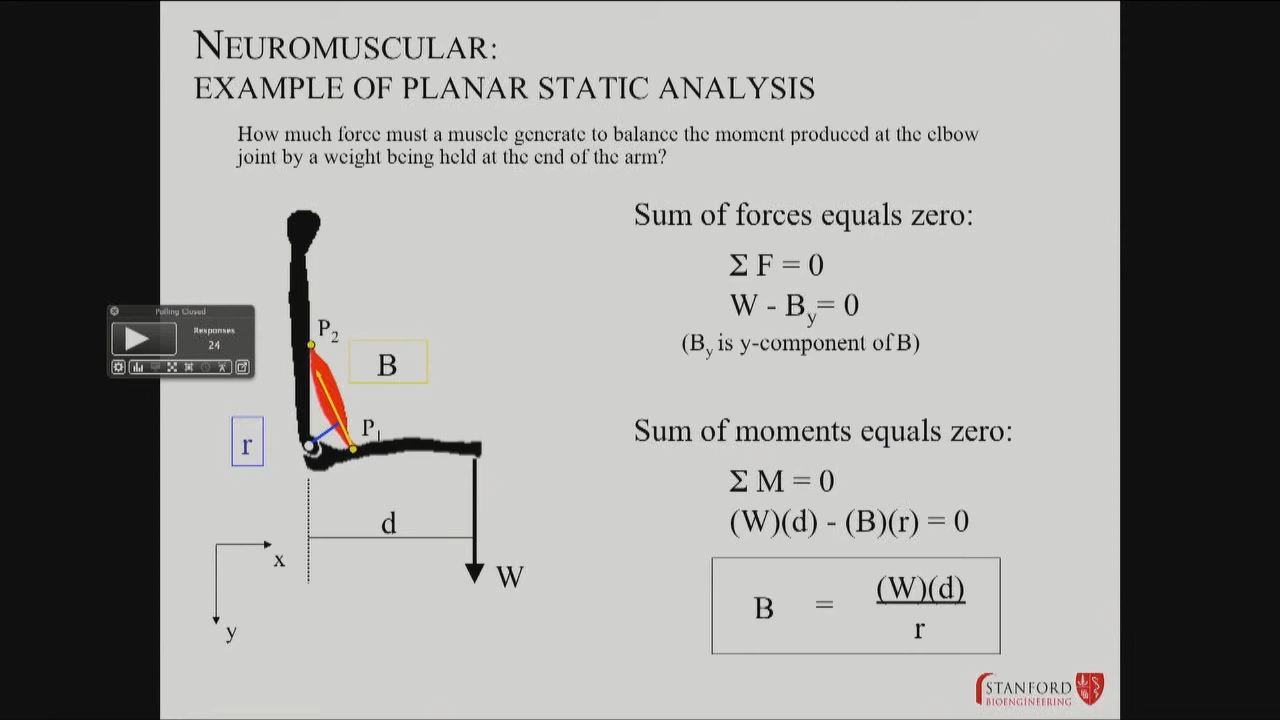 NEUROMUSCULAR:
EXAMPLE OF PLANAR STATIC ANALYSIS
How much force must a muscle generate to balance the moment produced at the elbow
joint by a weight being held at the end of the arm?
Sum of forces equals zero:
Σ F = 0
W - By= 0
(By is y-component of B)
Polling Closed
Responses
24
P2
B
r
P1
Sum of moments equals zero:
Σ M = 0
(W)(d) - (B)(r) = 0
d
x
W
y
B = (W)(d)
r
STANFORD
BIOENGINEERING